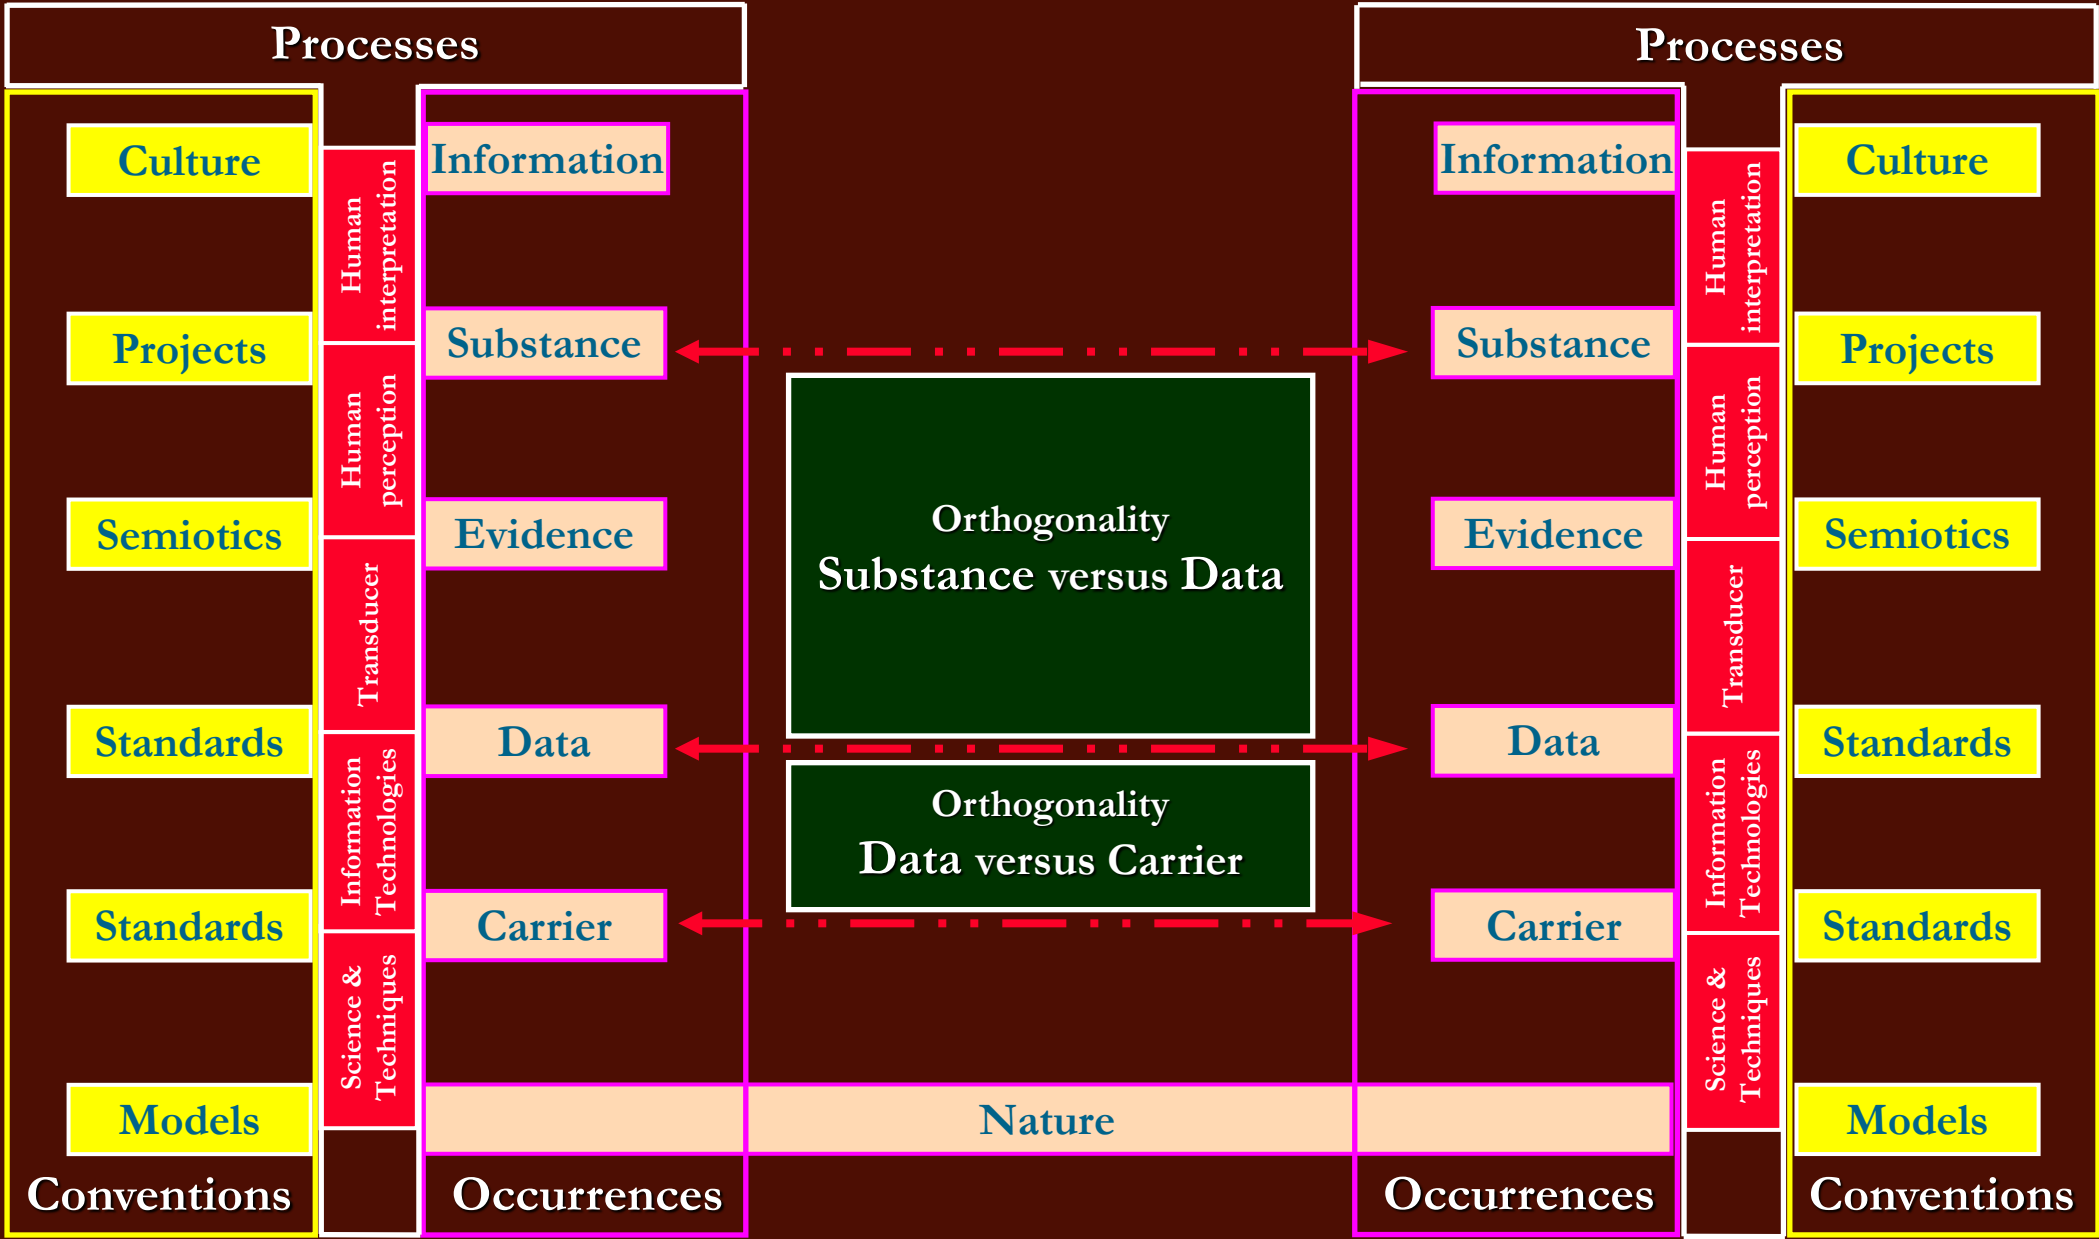 Processes
Processes
Culture
Information
Information
Culture
Human
interpretation
Human
interpretation
Projects
Substance
Substance
Projects
Human
perception
Human
perception
Semiotics
Evidence
Orthogonality
Substance versus Data
Evidence
Semiotics
Transducer
Transducer
Standards
Data
Data
Standards
Information
Technologies
Orthogonality
Data versus Carrier
Information
Technologies
Standards
Carrier
Carrier
Standards
Science &
Techniques
Science &
Techniques
Models
Nature
Models
Conventions
Occurrences
Occurrences
Conventions